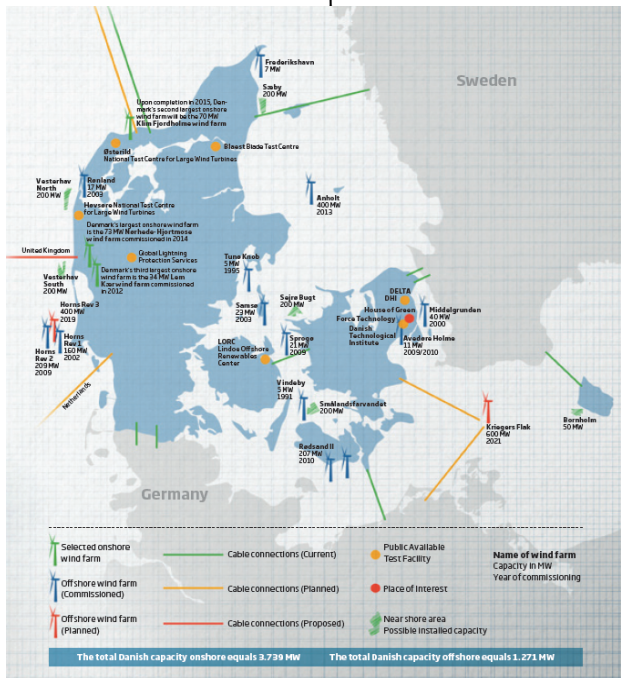 Frederikshavn
7 MW
Sweden
Sæby
200 MW
Upon completion in 2015, Den-
mark's second largest onshore
wind farm will be the 70 MW
Klim Fjordholme wind farm
Blaest Blade Test Centre
Østerild
National Test Centre for Large Wind Turbines
Vesterhav
North
200 MW
Rønland
17 MW
2003
Anholt
400 MW
2013
Høvsøre National Test Centre
for Large Wind Turbines
Denmark's largest onshore wind farm
is the 73 MW Nørhede-Hjortmose
wind farm commissioned in 2014
United Kingdom
Global Lightning
Protection Services
Tunø Knob
5 MW
1995
Denmark's third largest onshore
wind farm is the 34 MW Lem
Kær wind farm commissioned
in 2012
Vesterhav
South
200 MW
DELTA
DHI
House of Green
Force Technology
Danish
Technological
Institute
Middelgrunden
40 MW
2000
Avedøre Holme
11 MW
2009/2010
Horns Rev 3
400 MW
2019
Samsø
23 MW
2003
Sejrø Bugt
200 MW
Horns
Rev 1
160 MW
2002
Horns
Rev 2
209 MW
2009
LORC
Lindoe Offshore
Renewables
Center
Sprogø
21 MW
2009
Netherlands
Vindeby
5 MW
1991
Smålandsfarvandet
200 MW
Kriegers Flak
600 MW
2021
Bornholm
50 MW
Rødsand II
207 MW
2010
Germany
Selected onshore
wind farm
Cable connections (Current)
Public Available
Test Facility
Name of wind farm
Capacity in MW
Year of commissioning
Offshore wind farm
(Commissioned)
Cable connections (Planned)
Place of Interest
Offshore wind farm
(Planned)
Cable connections (Proposed)
Near shore area
Possible installed capacity
The total Danish capacity onshore equals 3.739 MW
The total Danish capacity offshore equals 1.271 MW